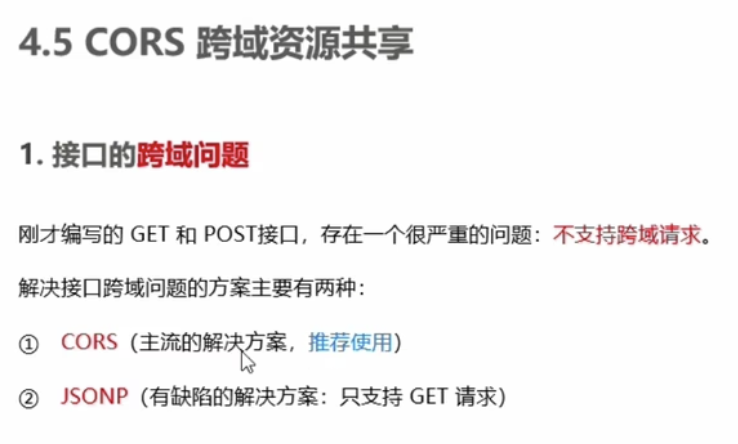 4.5 CORS 跨域资源共享
1. 接口的跨域问题
刚才编写的 GET 和 POST接口，存在一个很严重的问题：不支持跨域请求。
解决接口跨域问题的方案主要有两种：
① CORS（主流的解决方案，推荐使用）
② JSONP（有缺陷的解决方案：只支持 GET 请求）